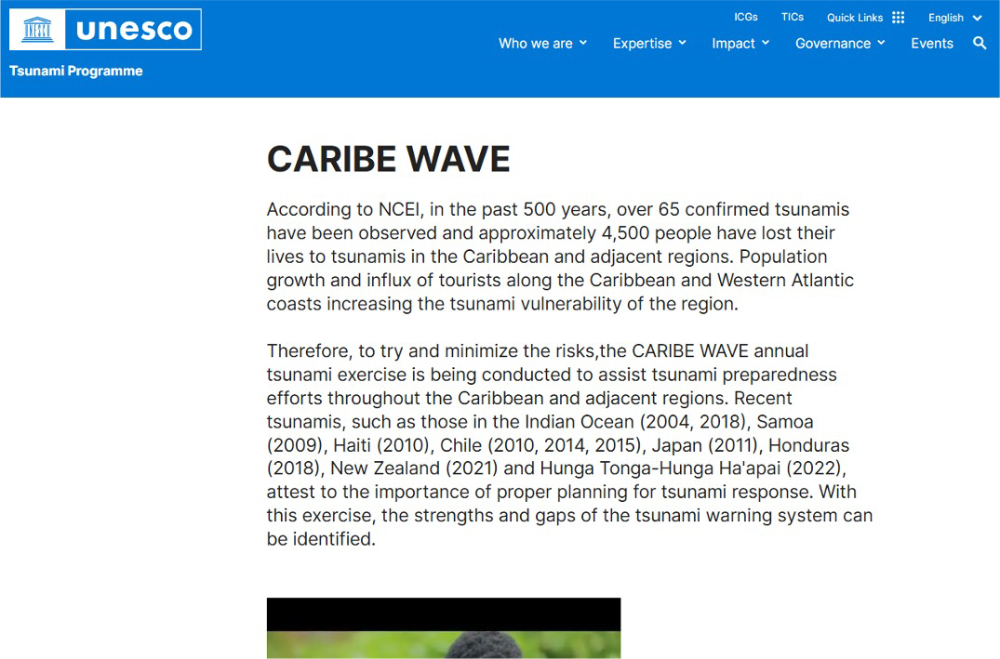 UNESCO
unesco
ICGs
TICs
Quick Links
English
Who we are
Expertise
Impact
Governance
Events
Tsunami Programme
CARIBE WAVE
According to NCEI, in the past 500 years, over 65 confirmed tsunamis
have been observed and approximately 4,500 people have lost their
lives to tsunamis in the Caribbean and adjacent regions. Population
growth and influx of tourists along the Caribbean and Western Atlantic
coasts increasing the tsunami vulnerability of the region.
Therefore, to try and minimize the risks,the CARIBE WAVE annual
tsunami exercise is being conducted to assist tsunami preparedness
efforts throughout the Caribbean and adjacent regions. Recent
tsunamis, such as those in the Indian Ocean (2004, 2018), Samoa
(2009), Haiti (2010), Chile (2010, 2014, 2015), Japan (2011), Honduras
(2018), New Zealand (2021) and Hunga Tonga-Hunga Ha'apai (2022),
attest to the importance of proper planning for tsunami response. With
this exercise, the strengths and gaps of the tsunami warning system can
be identified.